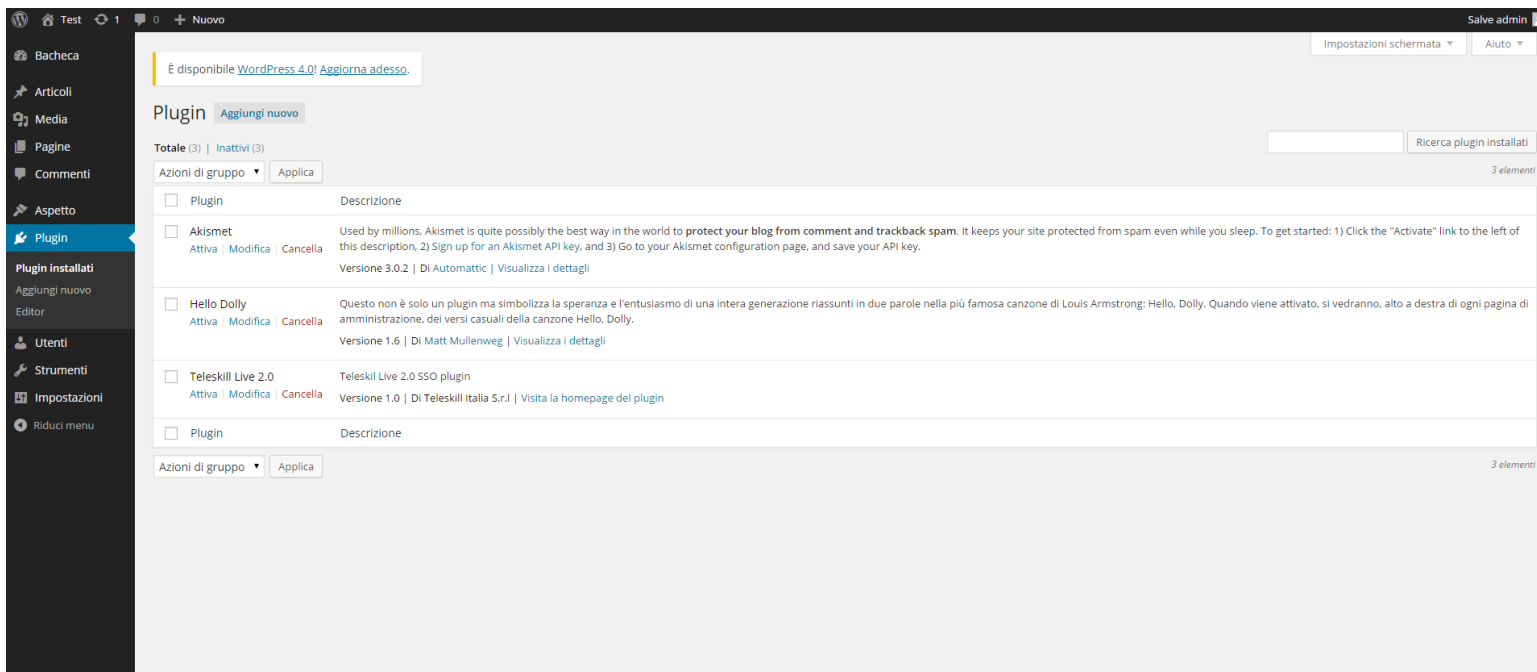 Test 1 0 Nuovo Salve admin
Bacheca
Articoli
Media
Pagine
Commenti
Aspetto
Plugin
Plugin installati
Aggiungi nuovo
Editor
Utenti
Strumenti
Impostazioni
Riduci menu
Impostazioni schermata Aiuto
È disponibile WordPress 4.0! Aggiorna adesso.
Plugin Aggiungi nuovo
Totale (3) | Inattivi (3)
Ricerca plugin installati
Azioni di gruppo Applica
3 elementi
Plugin Descrizione
Akismet
Attiva | Modifica | Cancella
Used by millions, Akismet is quite possibly the best way in the world to protect your blog from comment and trackback spam. It keeps your site protected from spam even while you sleep. To get started: 1) Click the "Activate" link to the left of
this description, 2) Sign up for an Akismet API key, and 3) Go to your Akismet configuration page, and save your API key.
Versione 3.0.2 | Di Automattic | Visualizza i dettagli
Hello Dolly
Attiva | Modifica | Cancella
Questo non è solo un plugin ma simbolizza la speranza e l'entusiasmo di una intera generazione riassunti in due parole nella più famosa canzone di Louis Armstrong: Hello, Dolly. Quando viene attivato, si vedranno, alto a destra di ogni pagina di
amministrazione, dei versi casuali della canzone Hello, Dolly.
Versione 1.6 | Di Matt Mullenweg | Visualizza i dettagli
Teleskill Live 2.0
Attiva | Modifica | Cancella
Teleskil Live 2.0 SSO plugin
Versione 1.0 | Di Teleskill Italia S.r.l | Visita la homepage del plugin
Plugin Descrizione
Azioni di gruppo Applica
3 elementi